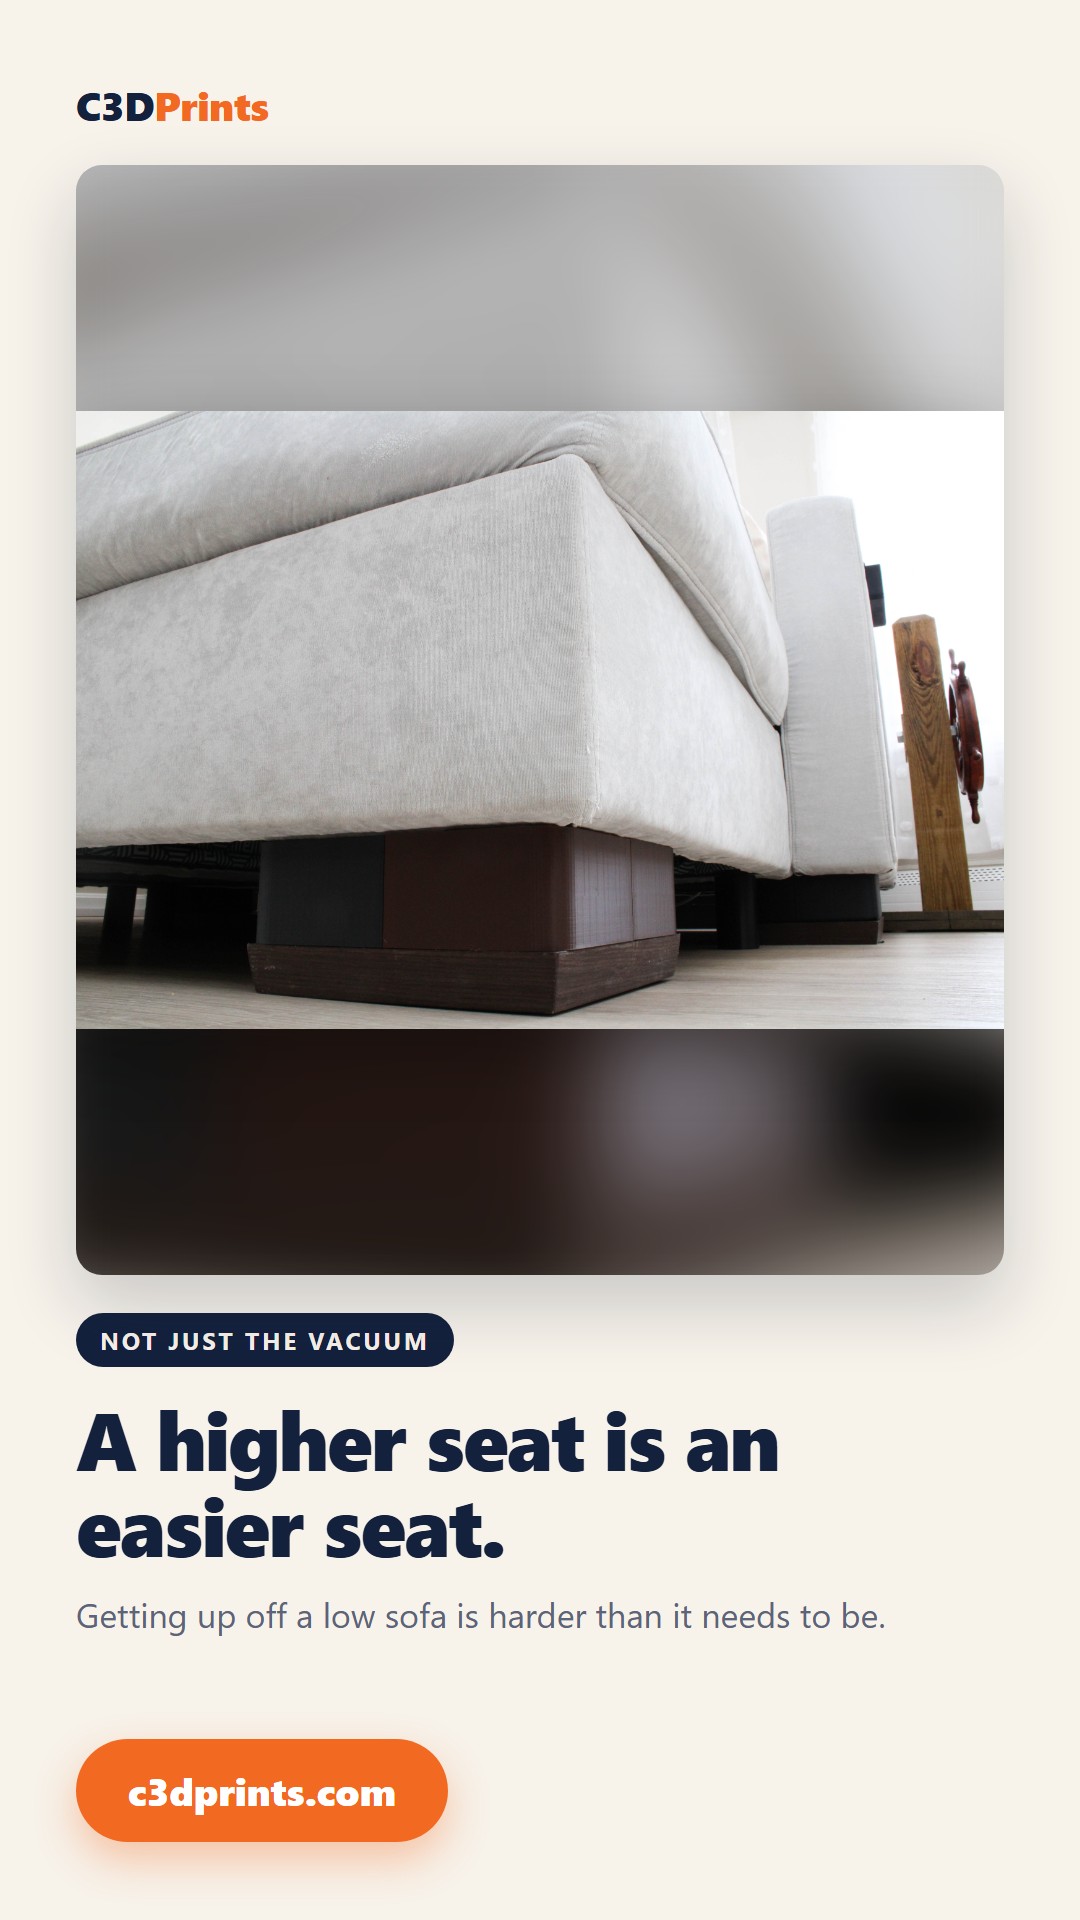 C3DPrints
NOT JUST THE VACUUM
A higher seat is an
easier seat.
Getting up off a low sofa is harder than it needs to be.
c3dprints.com